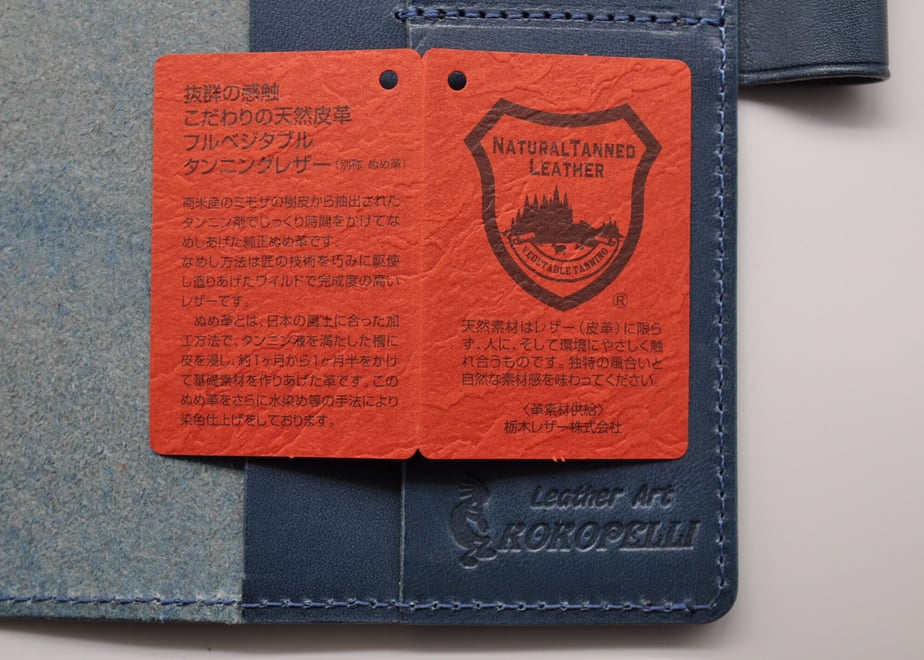 抜群の感触
こだわりの天然皮革
フルベジタブル
タンニングレザー(別称 ぬめ革)
南米産のミモザの樹皮から抽出された
タンニン剤でじっくり時間をかけてな
めしあげた純正ぬめ革です。
なめし方法は匠の技術を巧みに駆使
し造りあげたワイルドで完成度の高い
レザーです。
ぬめ革とは、日本の風土に合った加
工方法で、タンニン液を満たした槽に
皮を浸し、約1ヶ月から1ヶ月半をかけ
て基礎素材を作りあげた革です。この
ぬめ革をさらに水染め等の手法により
染色仕上げをしております。
NATURAL TANNED
LEATHER
VEGETABLE TANNING
®
天然素材はレザー(皮革)に限ら
ず、人に、そして環境にやさしく触
れ合うものです。独特の風合いと
自然な素材感を味わってください。
〈革素材供給〉
栃木レザー株式会社
Leather Art
KOKOPELLI